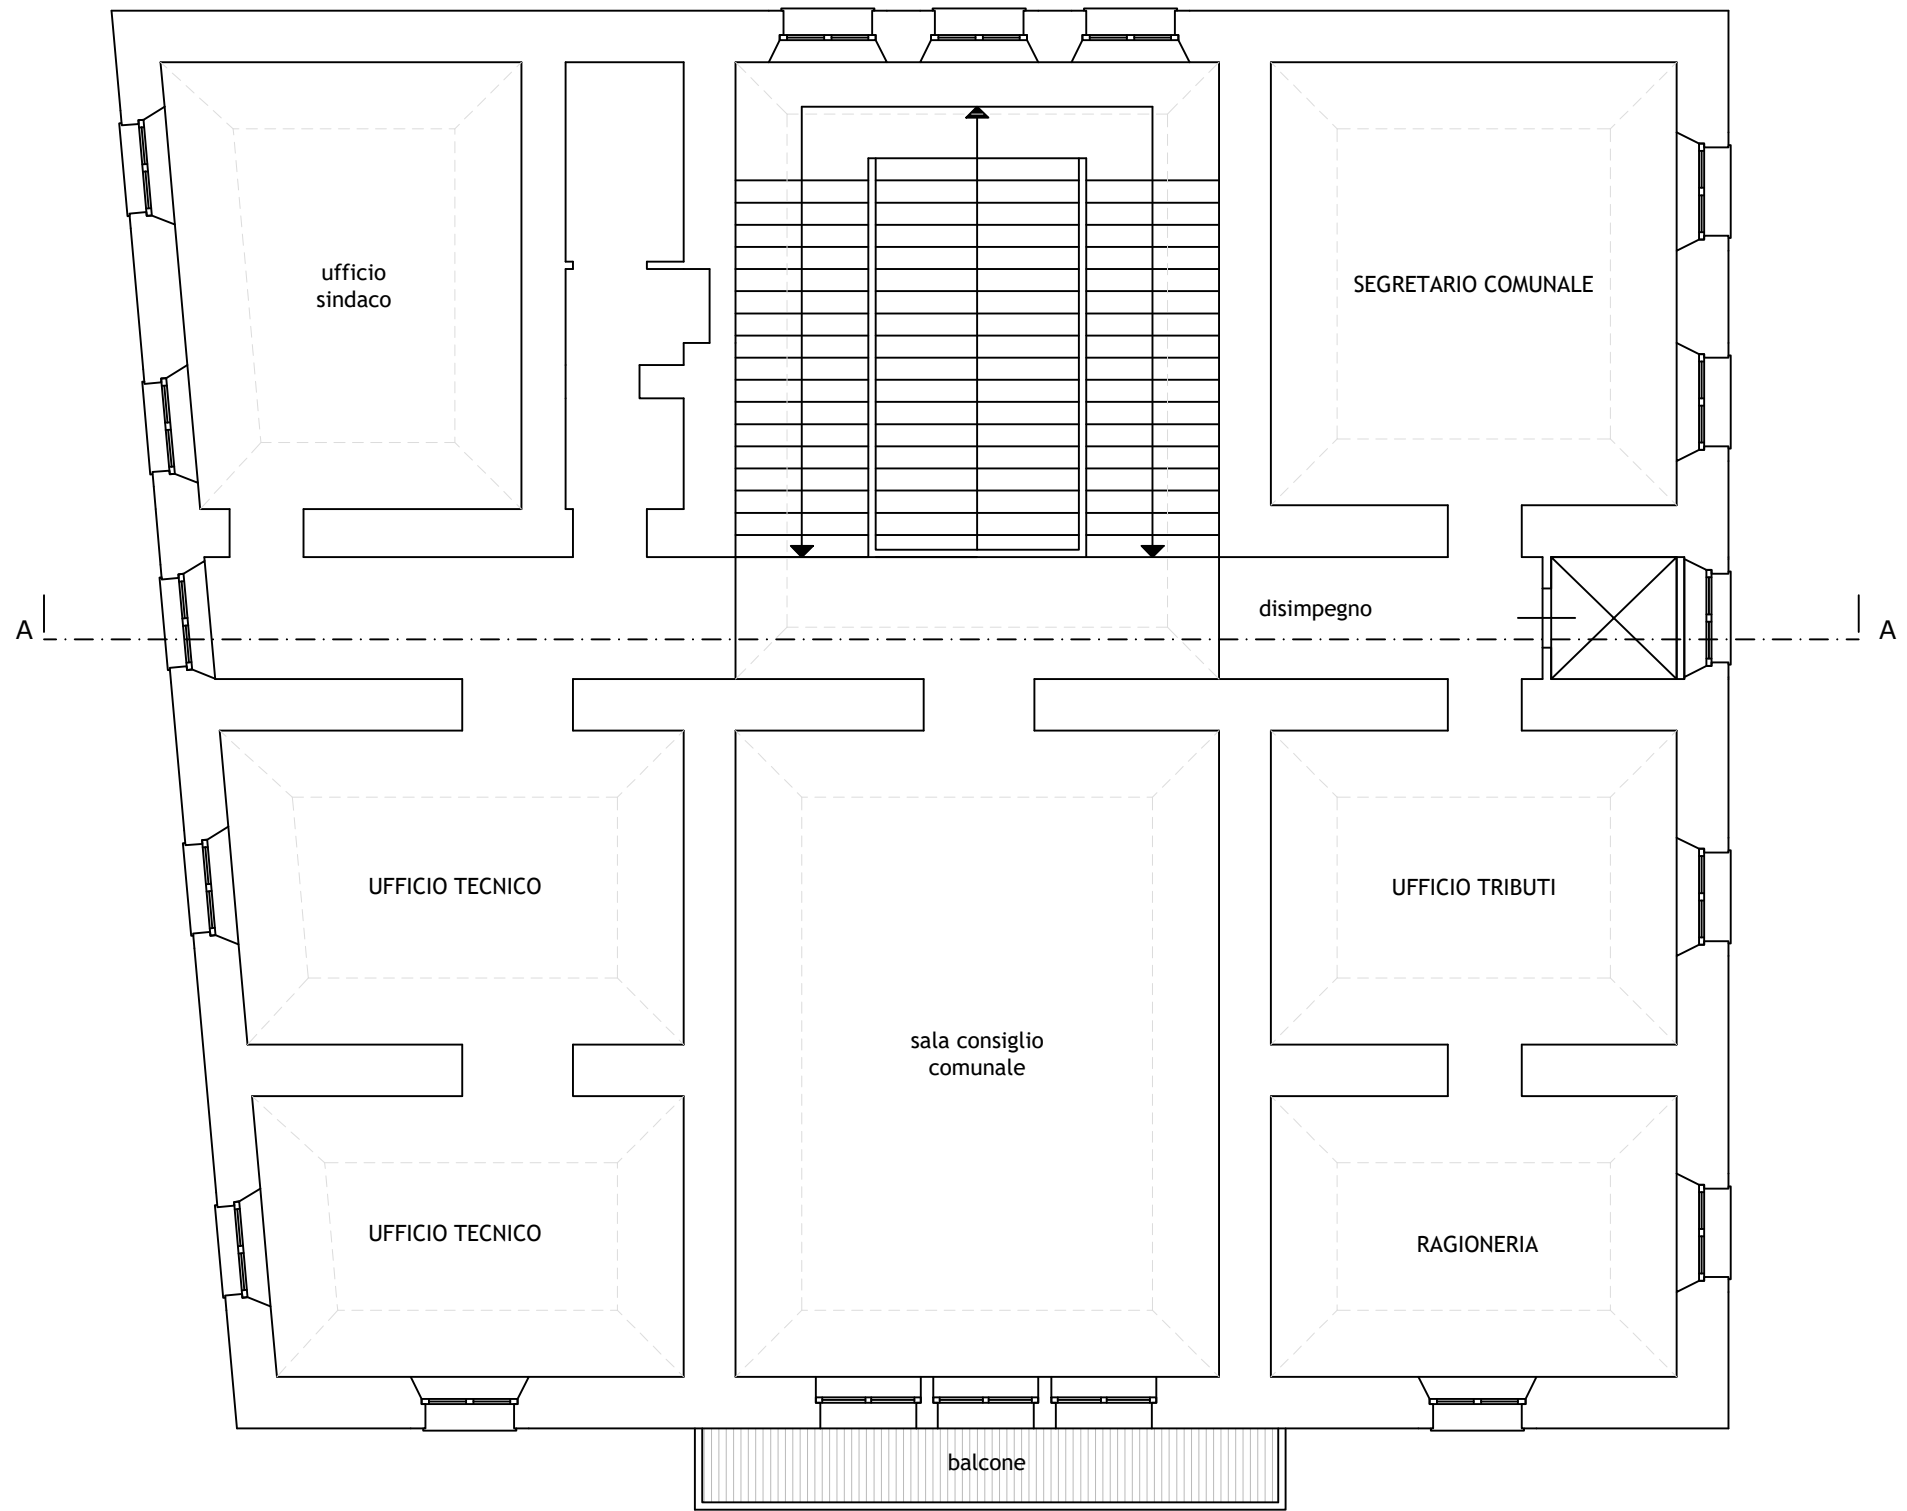 ufficio
sindaco
SEGRETARIO COMUNALE
disimpegno
A
A
UFFICIO TECNICO
UFFICIO TRIBUTI
sala consiglio
comunale
UFFICIO TECNICO
RAGIONERIA
balcone